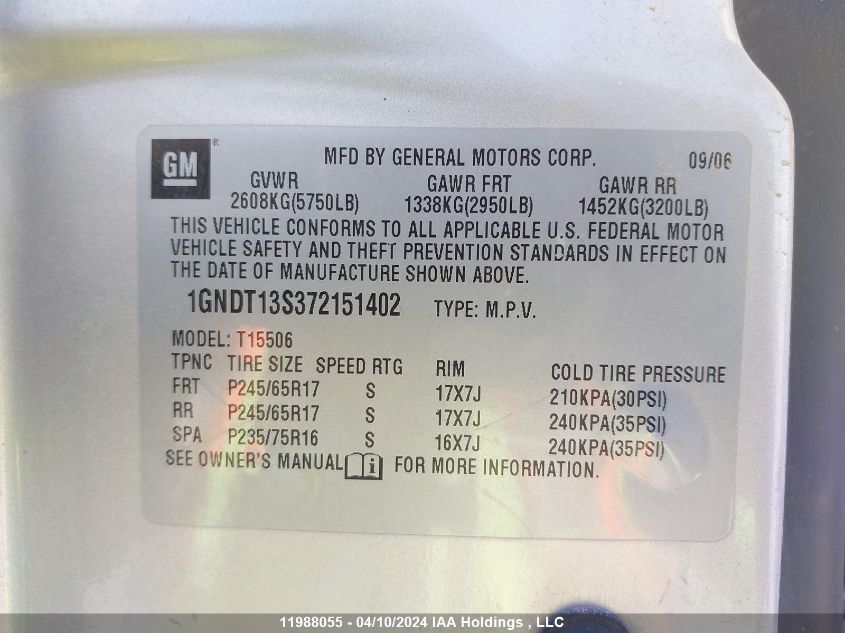 GM ® MFD BY GENERAL MOTORS CORP. 09/06
GVWR GAWR FRT GAWR RR
2608KG(5750LB) 1338KG(2950LB) 1452KG(3200LB)
THIS VEHICLE CONFORMS TO ALL APPLICABLE U.S. FEDERAL MOTOR
VEHICLE SAFETY AND THEFT PREVENTION STANDARDS IN EFFECT ON
THE DATE OF MANUFACTURE SHOWN ABOVE.
1GNDT13S372151402 TYPE: M.P.V.
MODEL: T15506
TPNC TIRE SIZE SPEED RTG RIM COLD TIRE PRESSURE
FRT P245/65R17 S 17X7J 210KPA(30PSI)
RR P245/65R17 S 17X7J 240KPA(35PSI)
SPA P235/75R16 S 16X7J 240KPA(35PSI)
SEE OWNER'S MANUAL i FOR MORE INFORMATION.
11988055 - 04/10/2024 IAA Holdings , LLC